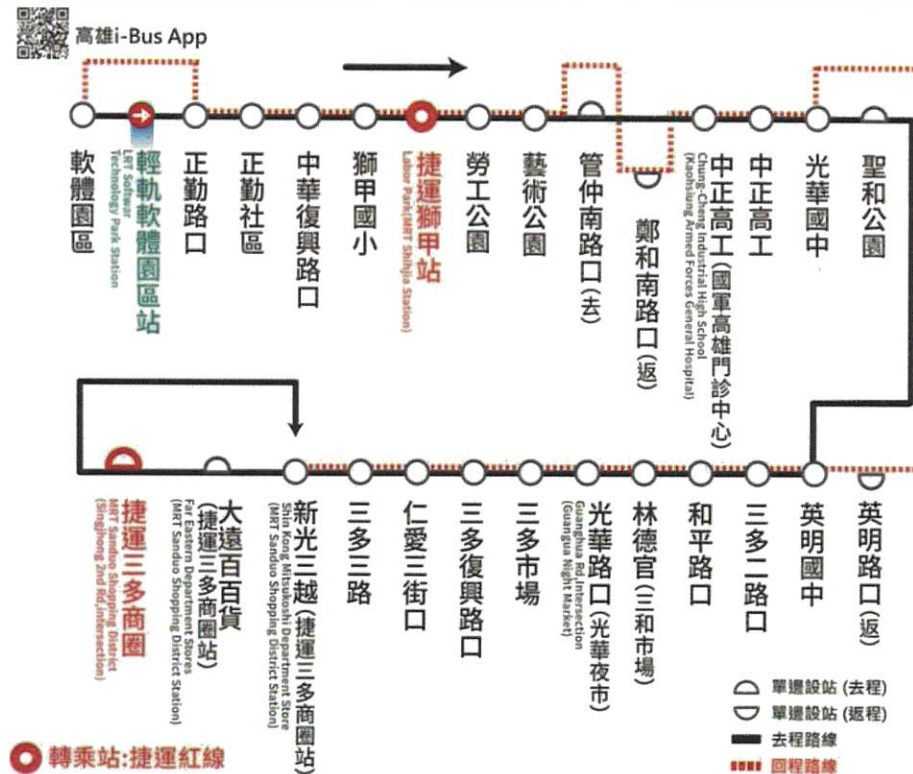 高雄i-Bus App
軟體園區
輕軌軟體園區站
LRT Softwar
Technology Park Station
正勤路口
正勤社區
中華復興路口
獅甲國小
捷運獅甲站
Labor Park(MRT Shihjia Station)
勞工公園
藝術公園
管仲南路口(去)
鄭和南路口(返)
中正高工(國軍高雄門診中心)
Chung-Cheng Industrial High School
(Kaohsiung Armed Forces General Hospital)
中正高工
光華國中
聖和公園
捷運三多商圈
MRT Sanduo Shopping District
(Singjhong 2nd Rd,intersection)
大遠百百貨
(捷運三多商圈站)
Far Eastern Department Stores
(MRT Sanduo Shopping District Station)
新光三越(捷運三多商圈站)
Shin Kong Mitsukoshi Department Store
(MRT Sanduo Shopping District Station)
三多三路
仁愛三街口
三多復興路口
三多市場
光華路口(光華夜市)
Guanghua Rd,Intersection
(Guangua Night Market)
林德官(三和市場)
和平路口
三多二路口
英明國中
英明路口(返)
單邊設站 (去程)
單邊設站 (返程)
去程路線
回程路線
轉乘站:捷運紅線